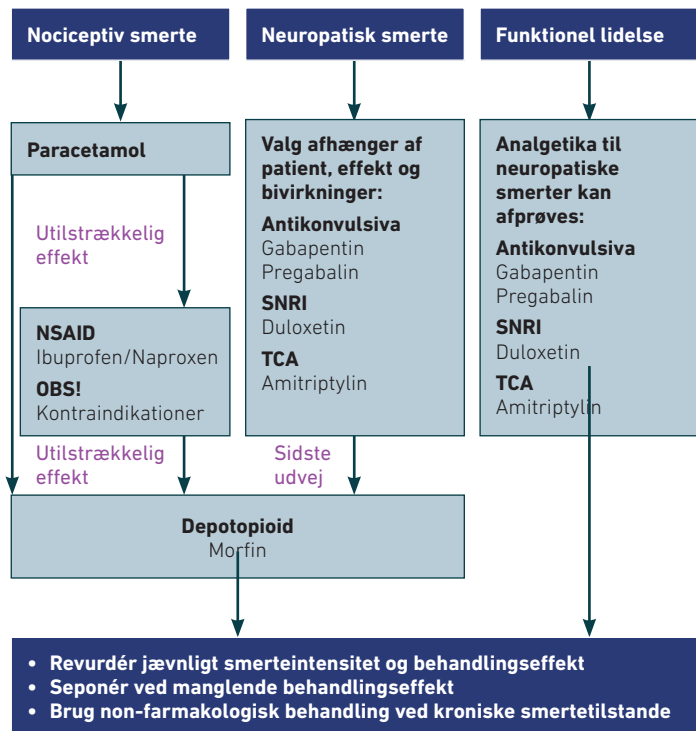 Nociceptiv smerte
Neuropatisk smerte
Funktionel lidelse
Paracetamol
Utilstrækkelig
effekt
NSAID
Ibuprofen/Naproxen
OBS!
Kontraindikationer
Utilstrækkelig
effekt
Valg afhænger af
patient, effekt og
bivirkninger:
Antikonvulsiva
Gabapentin
Pregabalin
SNRI
Duloxetin
TCA
Amitriptylin
Sidste
udvej
Analgetika til
neuropatiske
smerter kan
afprøves:
Antikonvulsiva
Gabapentin
Pregabalin
SNRI
Duloxetin
TCA
Amitriptylin
Depotopioid
Morfin
• Revurdér jævnligt smerteintensitet og behandlingseffekt
• Seponér ved manglende behandlingseffekt
• Brug non-farmakologisk behandling ved kroniske smertetilstande